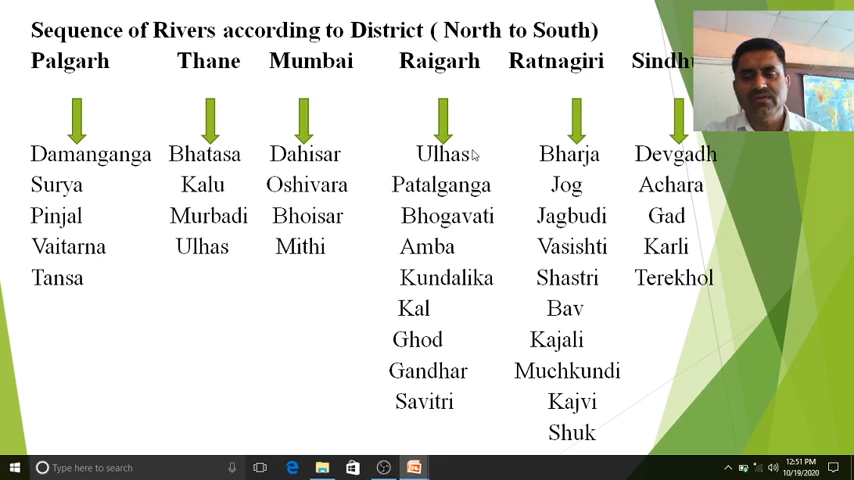 Sequence of Rivers according to District ( North to South)
Palgarh Thane Mumbai Raigarh Ratnagiri Sindhu
Damanganga Bhatasa Dahisar Ulhas Bharja Devgadh
Surya Kalu Oshivara Patalganga Jog Achara
Pinjal Murbadi Bhoisar Bhogavati Jagbudi Gad
Vaitarna Ulhas Mithi Amba Vasishti Karli
Tansa Kundalika Shastri Terekhol
Kal Bav
Ghod Kajali
Gandhar Muchkundi
Savitri Kajvi
Shuk
Type here to search
12:51 PM
10/19/2020